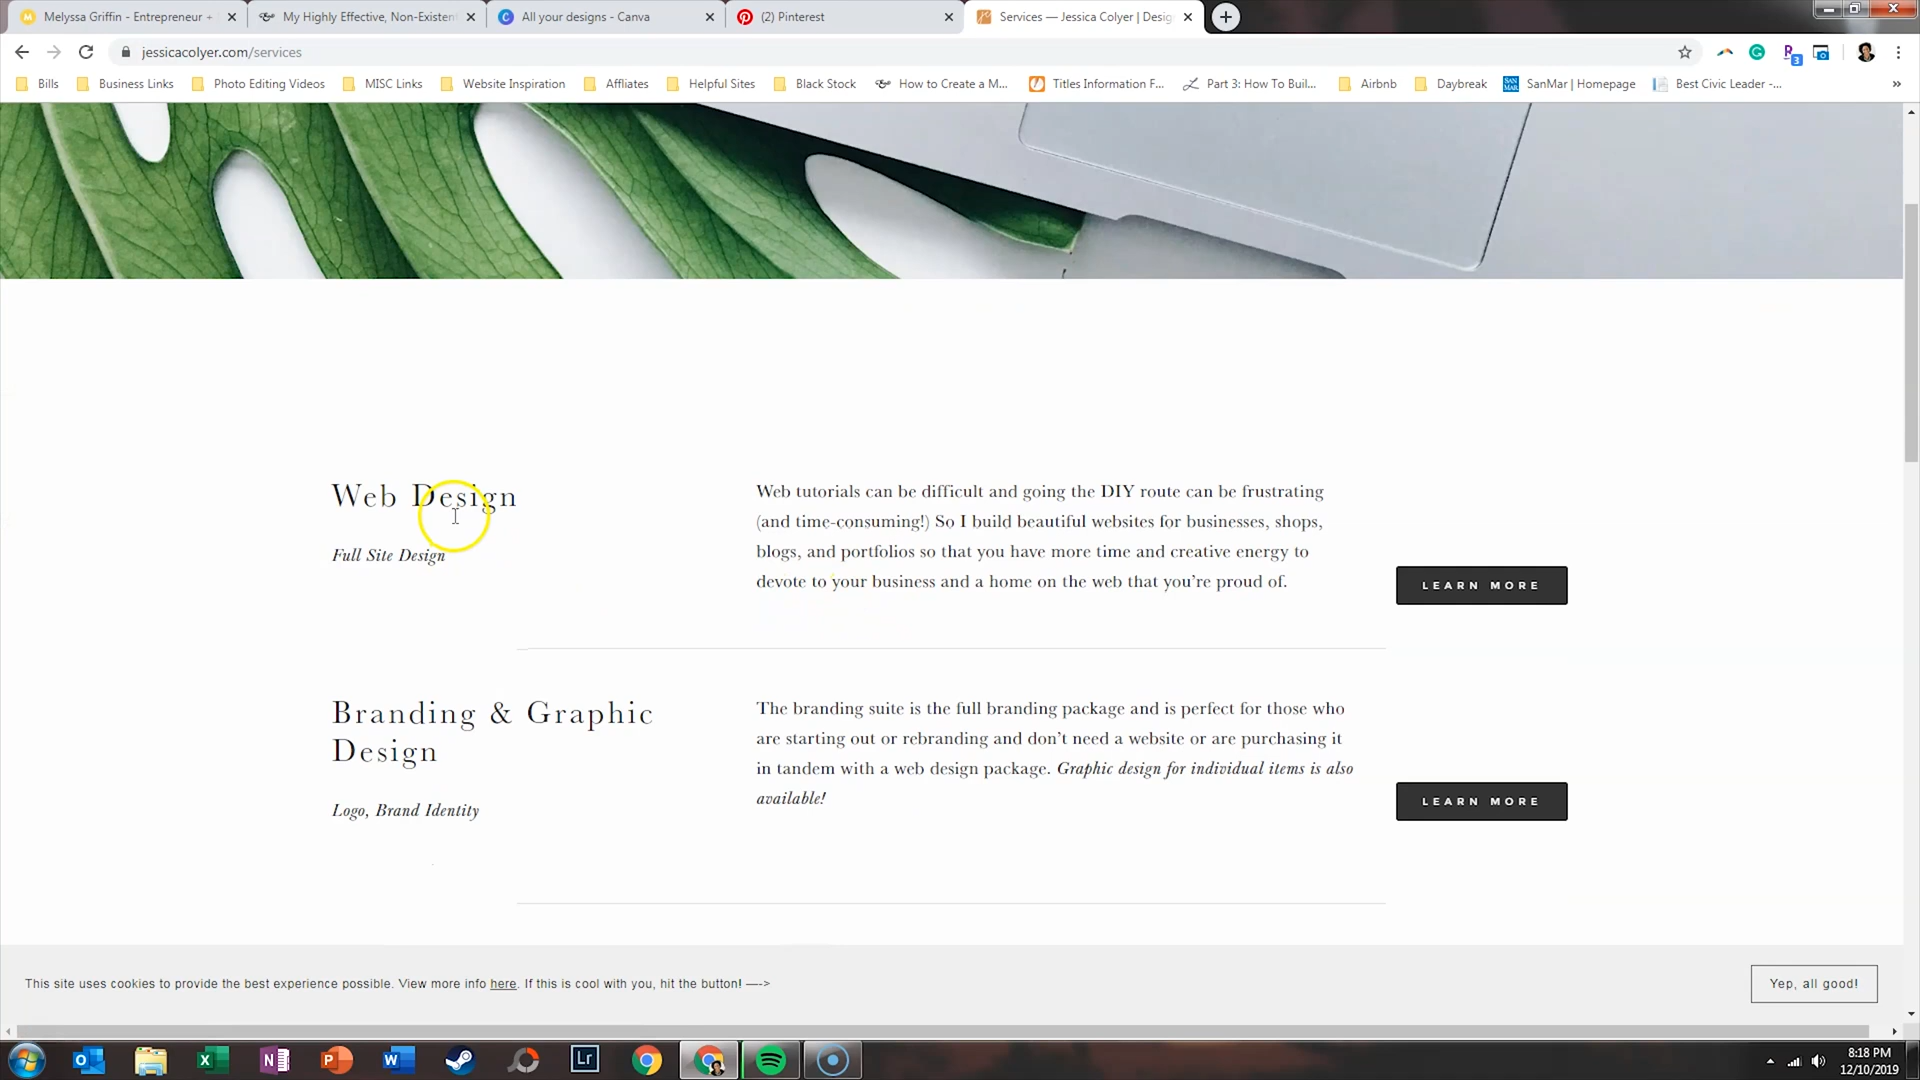 Melyssa Griffin - Entrepreneur +
My Highly Effective, Non-Existen
All your designs - Canva
(2) Pinterest
Services — Jessica Colyer | Desig
jessicacolyer.com/services
3
Bills
Business Links
Photo Editing Videos
MISC Links
Website Inspiration
Affliates
Helpful Sites
Black Stock
How to Create a M...
Titles Information F...
Part 3: How To Buil...
Airbnb
Daybreak
SanMar | Homepage
Best Civic Leader -...
Web Design
Full Site Design
Web tutorials can be difficult and going the DIY route can be frustrating
(and time-consuming!) So I build beautiful websites for businesses, shops,
blogs, and portfolios so that you have more time and creative energy to
devote to your business and a home on the web that you're proud of.
LEARN MORE
Branding & Graphic
Design
Logo, Brand Identity
The branding suite is the full branding package and is perfect for those who
are starting out or rebranding and don't need a website or are purchasing it
in tandem with a web design package. Graphic design for individual items is also
available!
LEARN MORE
This site uses cookies to provide the best experience possible. View more info here. If this is cool with you, hit the button! —->
Yep, all good!
Lr
8:18 PM
12/10/2019